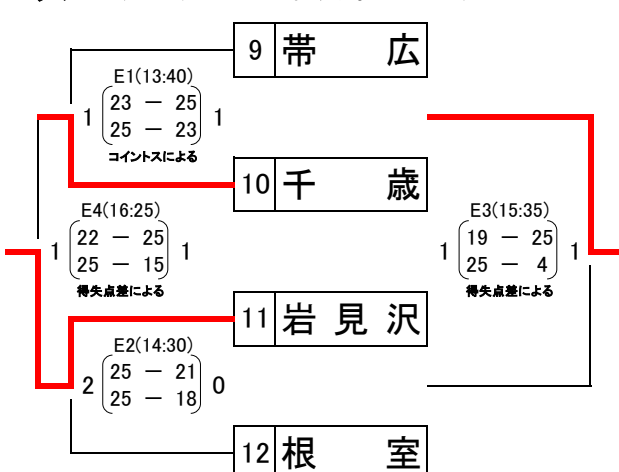 9 帯 広
E1(13:40)
1 23 － 25 1
25 － 23
コイントスによる
10 千 歳
E4(16:25)
1 22 － 25 1
25 － 15
得失点差による
E3(15:35)
1 19 － 25 1
25 － 4
得失点差による
11 岩 見 沢
E2(14:30)
2 25 － 21 0
25 － 18
12 根 室